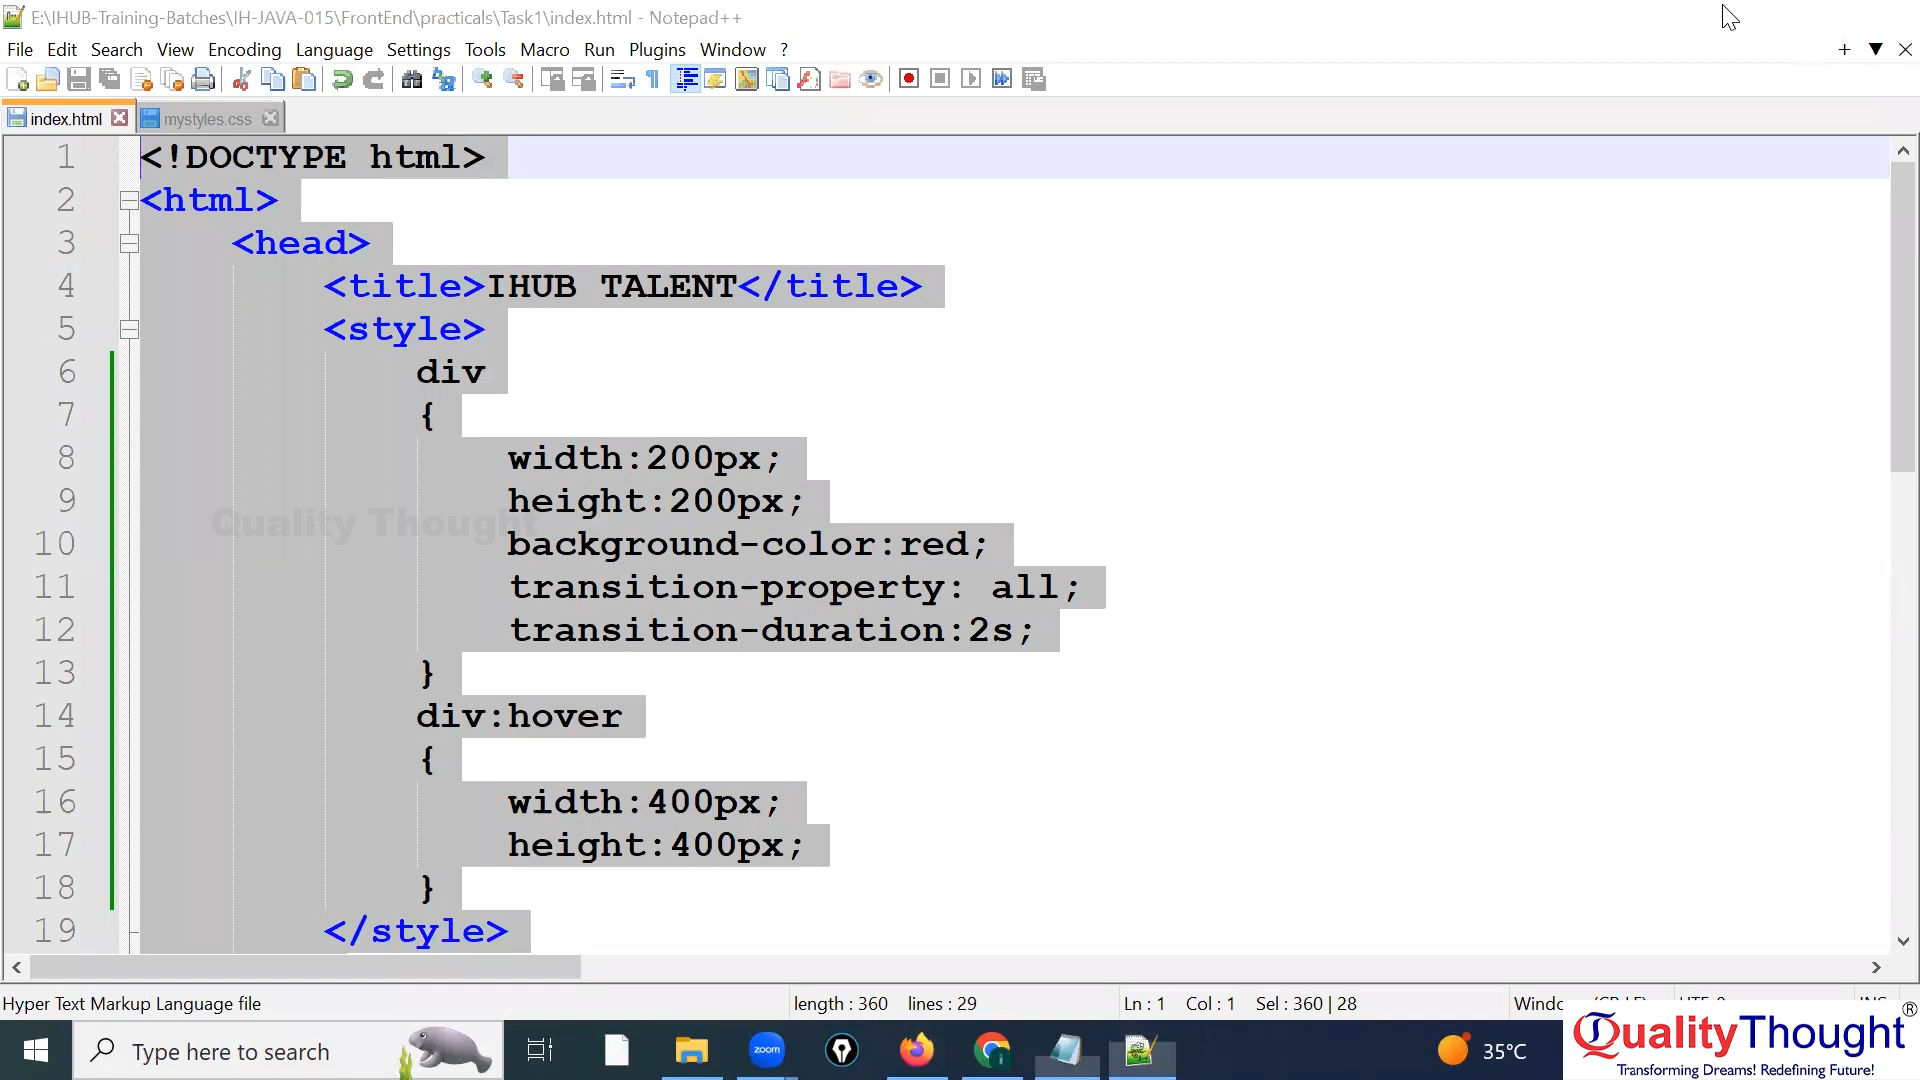 E:\IHUB-Training-Batches\IH-JAVA-015\FrontEnd\practicals\Task1\index.html - Notepad++
File Edit Search View Encoding Language Settings Tools Macro Run Plugins Window ?
index.html mystyles.css
1 <!DOCTYPE html>
2 <html>
3 <head>
4 <title>IHUB TALENT</title>
5 <style>
6 div
7 {
8 width:200px;
9 height:200px;
Quality Thought
10 background-color:red;
11 transition-property: all;
12 transition-duration:2s;
13 }
14 div:hover
15 {
16 width:400px;
17 height:400px;
18 }
19 </style>
Hyper Text Markup Language file length : 360 lines : 29 Ln : 1 Col : 1 Sel : 360 | 28
Type here to search zoom 35°C
QualityThought®
Transforming Dreams! Redefining Future!